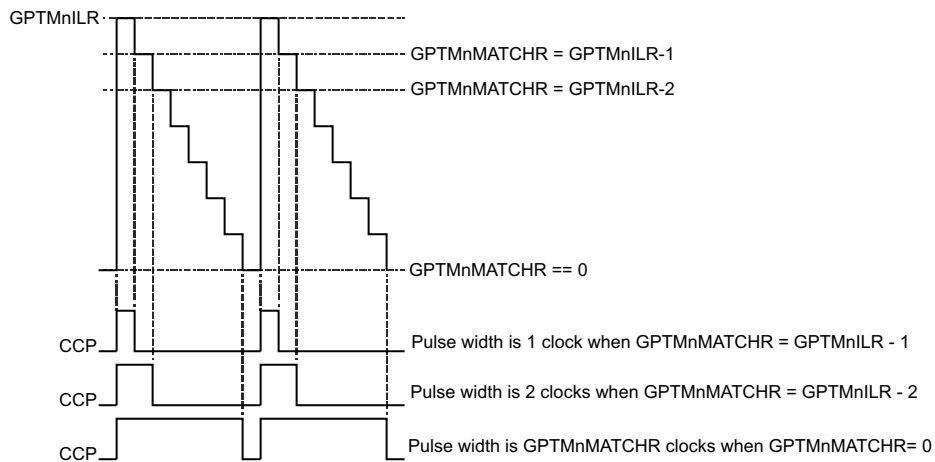 GPTMnILR
GPTMnMATCHR = GPTMnILR-1
GPTMnMATCHR = GPTMnILR-2
GPTMnMATCHR == 0
CCP
Pulse width is 1 clock when GPTMnMATCHR = GPTMnILR - 1
CCP
Pulse width is 2 clocks when GPTMnMATCHR = GPTMnILR - 2
CCP
Pulse width is GPTMnMATCHR clocks when GPTMnMATCHR= 0